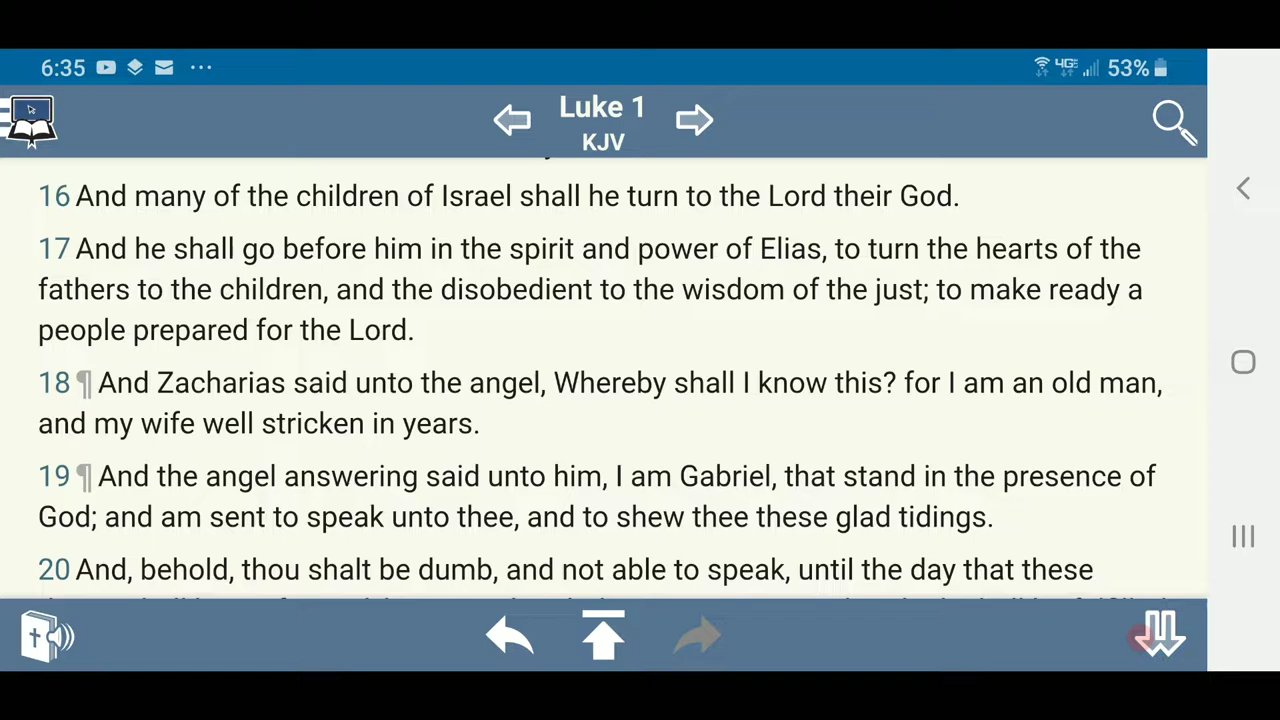 6:35 ... 4GE 53%
Luke 1
KJV
16 And many of the children of Israel shall he turn to the Lord their God.
17 And he shall go before him in the spirit and power of Elias, to turn the hearts of the
fathers to the children, and the disobedient to the wisdom of the just; to make ready a
people prepared for the Lord.
18 ¶ And Zacharias said unto the angel, Whereby shall I know this? for I am an old man,
and my wife well stricken in years.
19 ¶ And the angel answering said unto him, I am Gabriel, that stand in the presence of
God; and am sent to speak unto thee, and to shew thee these glad tidings.
20 And, behold, thou shalt be dumb, and not able to speak, until the day that these